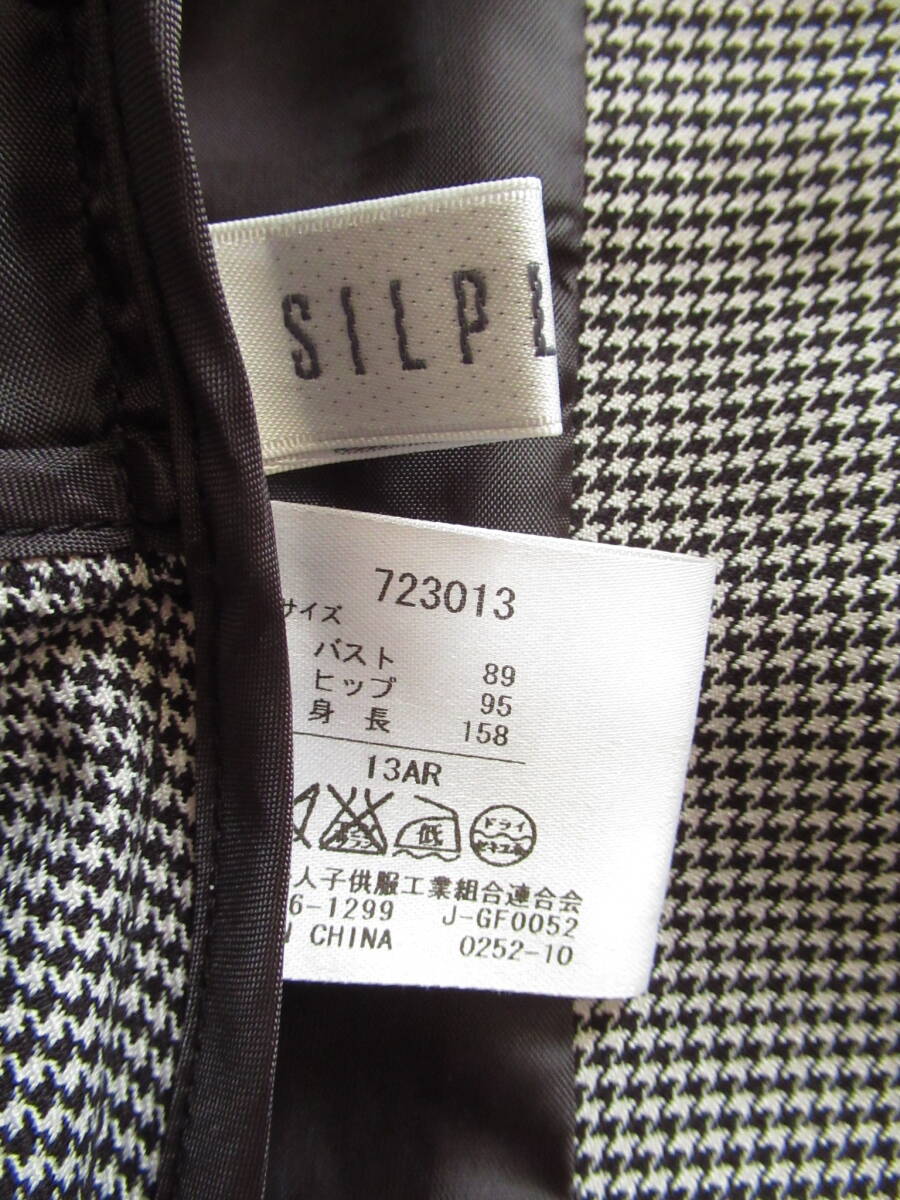 SILP
723013
サイズ
バスト 89
ヒップ 95
身長 158
13AR
低 ドライ
人子供服工業組合連合会
6-1299 J-GF0052
N CHINA 0252-10